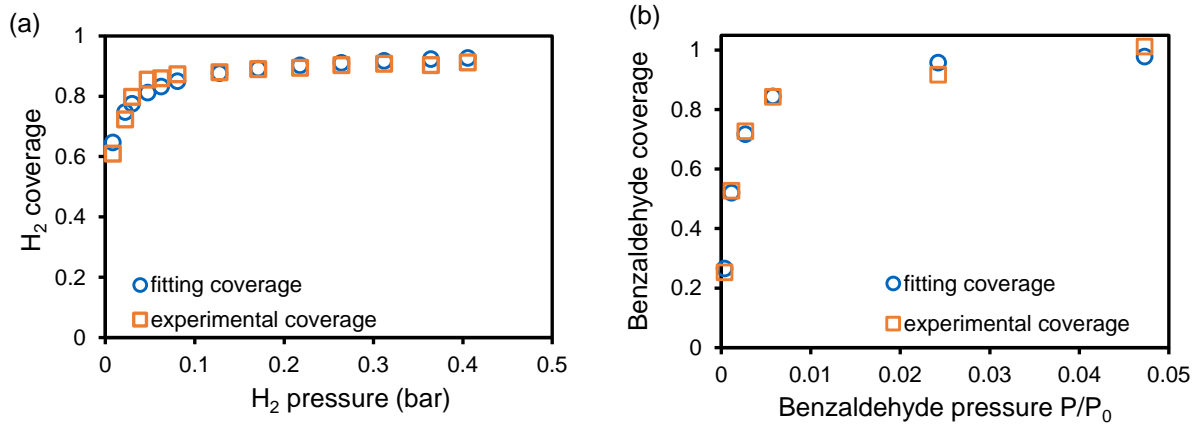 (a)
1
0.8
0.6
0.4
0.2
0
H₂ coverage
fitting coverage
experimental coverage
0 0.1 0.2 0.3 0.4 0.5
H₂ pressure (bar)
(b)
1
0.8
0.6
0.4
0.2
0
Benzaldehyde coverage
fitting coverage
experimental coverage
0 0.01 0.02 0.03 0.04 0.05
Benzaldehyde pressure P/P₀